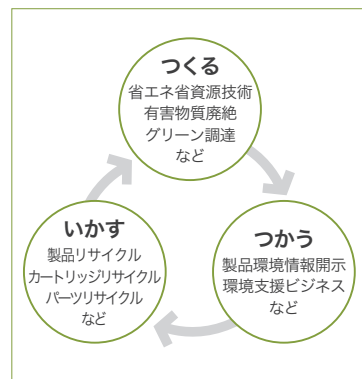 つくる
省エネ省資源技術
有害物質廃絶
グリーン調達
など
つかう
製品環境情報開示
環境支援ビジネス
など
いかす
製品リサイクル
カートリッジリサイクル
パーツリサイクル
など